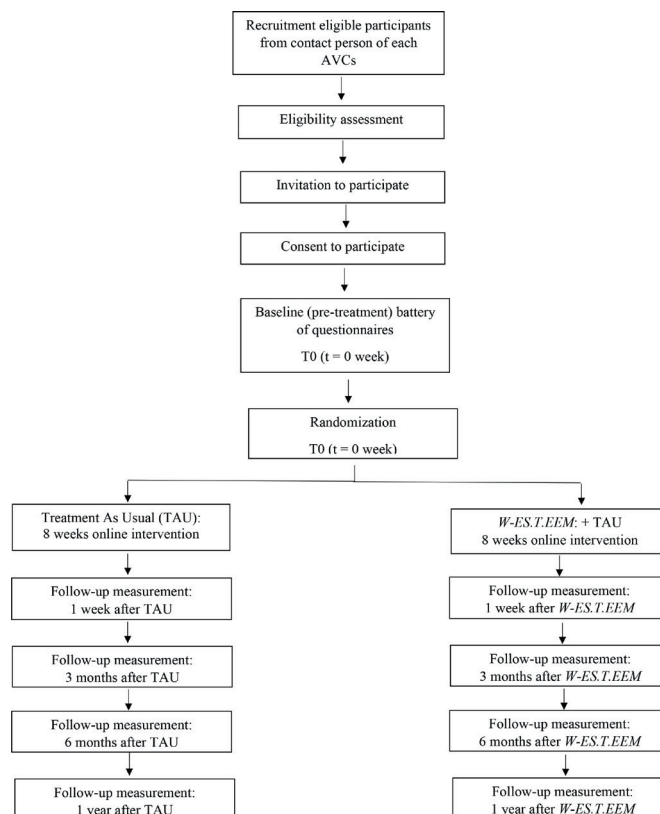 Recruitment eligible participants
from contact person of each
AVCs
Eligibility assessment
Invitation to participate
Consent to participate
Baseline (pre-treatment) battery
of questionnaires
T0 (t = 0 week)
Randomization
T0 (t = 0 week)
Treatment As Usual (TAU):
8 weeks online intervention
Follow-up measurement:
1 week after TAU
Follow-up measurement:
3 months after TAU
Follow-up measurement:
6 months after TAU
Follow-up measurement:
1 year after TAU
W-ES.T.EEM: + TAU
8 weeks online intervention
Follow-up measurement:
1 week after W-ES.T.EEM
Follow-up measurement:
3 months after W-ES.T.EEM
Follow-up measurement:
6 months after W-ES.T.EEM
Follow-up measurement:
1 year after W-ES.T.EEM